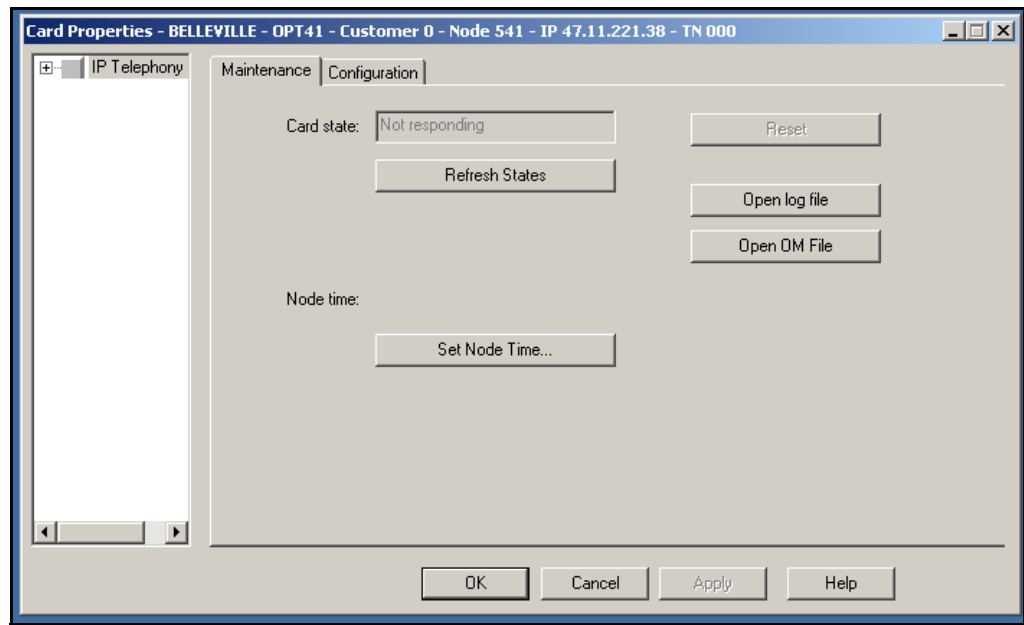 Card Properties - BELLEVILLE - OPT41 - Customer 0 - Node 541 - IP 47.11.221.38 - TN 000
IP Telephony
Maintenance
Configuration
Card state:
Not responding
Reset
Refresh States
Open log file
Open OM File
Node time:
Set Node Time...
OK
Cancel
Apply
Help